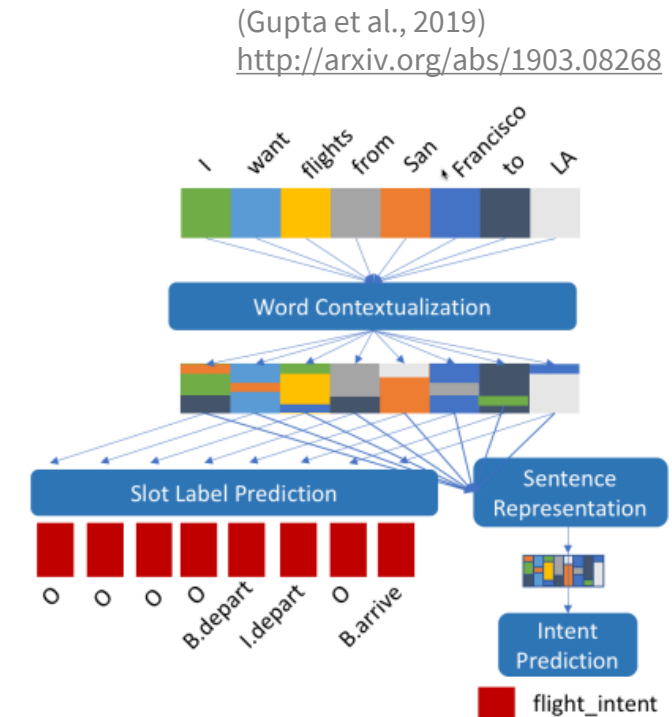 (Gupta et al., 2019)
http://arxiv.org/abs/1903.08268
I want flights from San Francisco to LA
Word Contextualization
Slot Label Prediction
Sentence
Representation
O O O O B.depart I.depart O B.arrive
Intent
Prediction
flight_intent